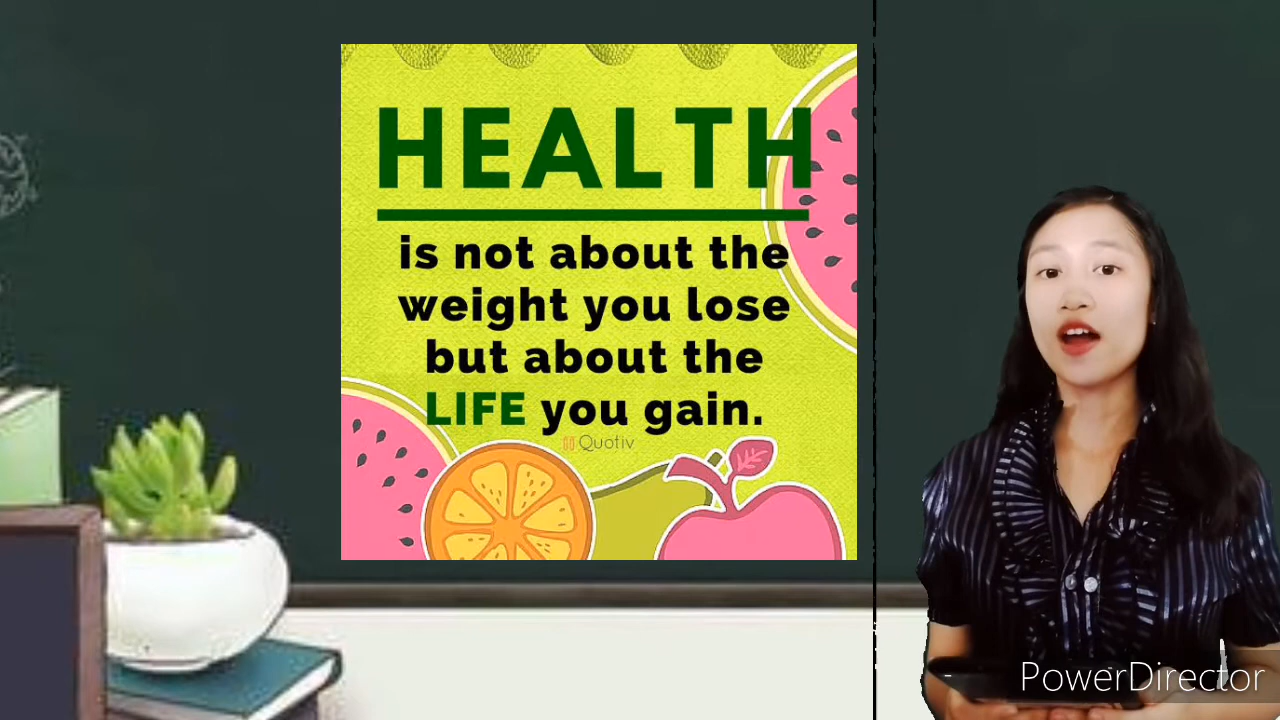 HEALTH
is not about the
weight you lose
but about the
LIFE you gain.
Quotiv
PowerDirector